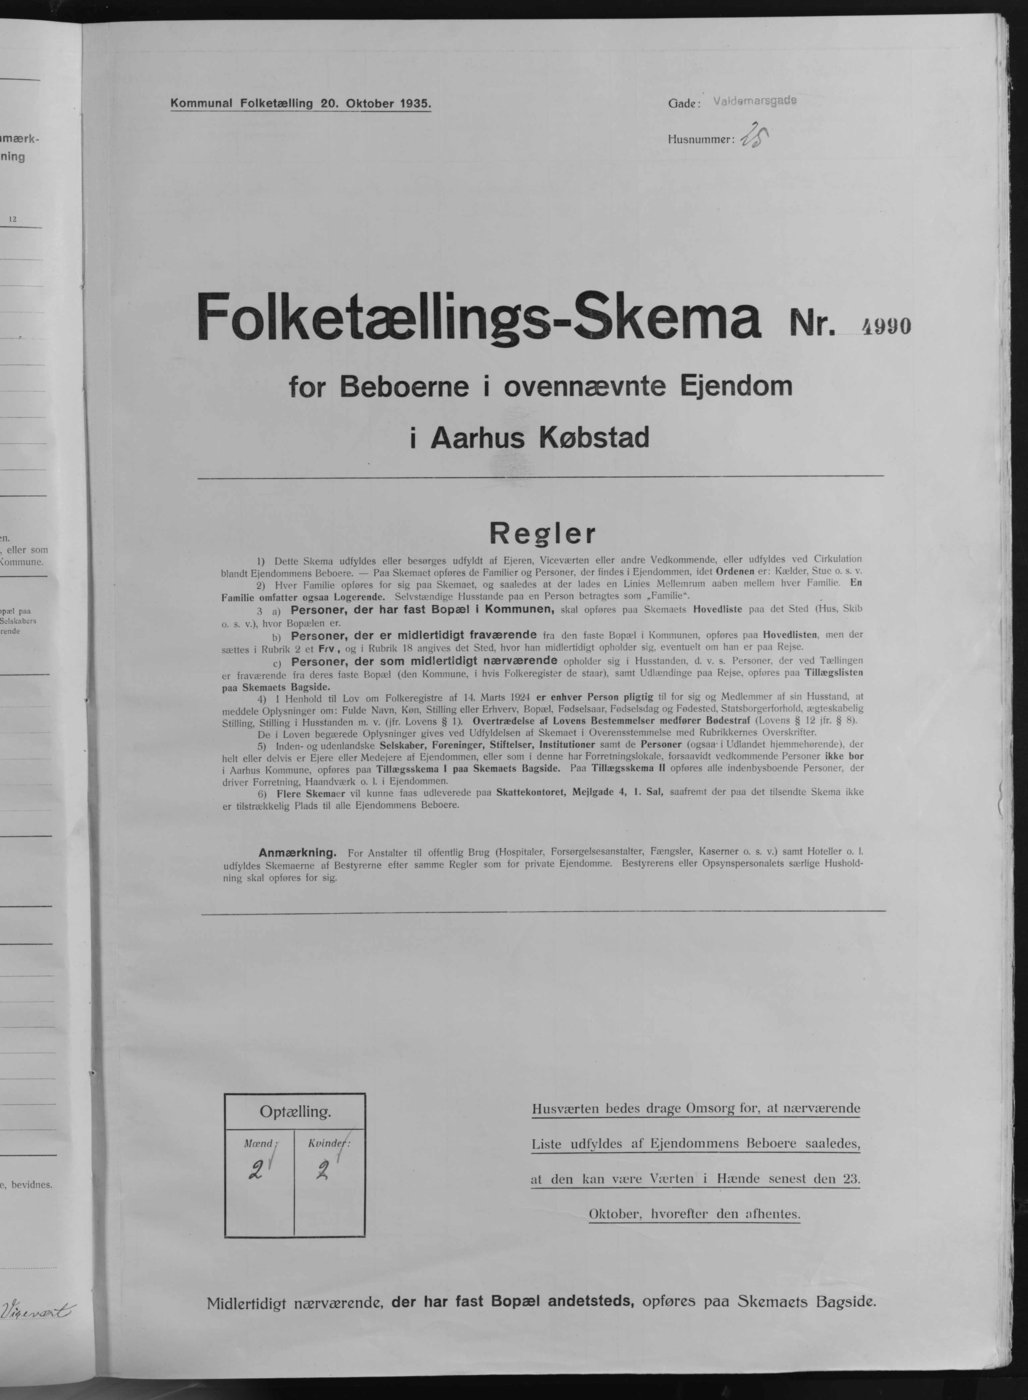 Kommunal Folketælling 20. Oktober 1935.
Gade: Valdemarsgade
Husnummer: 25
Folketællings-Skema Nr. 4990
for Beboerne i ovennævnte Ejendom
i Aarhus Købstad
Regler
1) Dette Skema udfyldes eller besørges udfyldt af Ejeren, Viceværten eller andre Vedkommende, eller udfyldes ved Cirkulation
blandt Ejendommens Beboere. — Paa Skemaet opføres de Familier og Personer, der findes i Ejendommen, idet Ordenen er: Kælder, Stue o. s. v.
2) Hver Familie opføres for sig paa Skemaet, og saaledes at der lades en Linies Mellemrum aaben mellem hver Familie. En
Familie omfatter ogsaa Logerende. Selvstændige Husstande paa en Person betragtes som „Familie".
3 a) Personer, der har fast Bopæl i Kommunen, skal opføres paa Skemaets Hovedliste paa det Sted (Hus, Skib
o. s. v.), hvor Bopælen er.
b) Personer, der er midlertidigt fraværende fra den faste Bopæl i Kommunen, opføres paa Hovedlisten, men der
sættes i Rubrik 2 et Frv., og i Rubrik 18 angives det Sted, hvor han midlertidigt opholder sig, eventuelt om han er paa Rejse.
c) Personer, der som midlertidigt nærværende opholder sig i Husstanden, d. v. s. Personer, der ved Tællingen
er fraværende fra deres faste Bopæl (den Kommune, i hvis Folkeregister de staar), samt Udlændinge paa Rejse, opføres paa Tillægslisten
paa Skemaets Bagside.
4) I Henhold til Lov om Folkeregistre af 14. Marts 1924 er enhver Person pligtig til for sig og Medlemmer af sin Husstand, at
meddele Oplysninger om: Fulde Navn, Køn, Stilling eller Erhverv, Bopæl, Fødselsaar, Fødselsdag og Fødested, Statsborgerforhold, ægteskabelig
Stilling, Stilling i Husstanden m. v. (jfr. Lovens § 1). Overtrædelse af Lovens Bestemmelser medfører Bødestraf (Lovens § 12 jfr. § 8).
De i Loven begærede Oplysninger gives ved Udfyldelsen af Skemaet i Overensstemmelse med Rubrikkernes Overskrifter.
5) Inden- og udenlandske Selskaber, Foreninger, Stiftelser, Institutioner samt de Personer (ogsaa i Udlandet hjemmehørende), der
helt eller delvis er Ejere eller Medejere af Ejendommen, eller som i denne har Forretningslokale, forsaavidt vedkommende Personer ikke bor
i Aarhus Kommune, opføres paa Tillægsskema I paa Skemaets Bagside. Paa Tillægsskema II opføres alle indenbysboende Personer, der
driver Forretning, Haandværk o. l. i Ejendommen.
6) Flere Skemaer vil kunne faas udleverede paa Skattekontoret, Mejlgade 4, 1. Sal, saafremt der paa det tilsendte Skema ikke
er tilstrækkelig Plads til alle Ejendommens Beboere.
Anmærkning. For Anstalter til offentlig Brug (Hospitaler, Forsørgelsesanstalter, Fængsler, Kaserner o. s. v.) samt Hoteller o. l.
udfyldes Skemaerne af Bestyrerne efter samme Regler som for private Ejendomme. Bestyrerens eller Opsynspersonalets særlige Hushold-
ning skal opføres for sig.
Optælling.
Mænd: Kvinder:
2 2
Husværten bedes drage Omsorg for, at nærværende
Liste udfyldes af Ejendommens Beboere saaledes,
at den kan være Værten i Hænde senest den 23.
Oktober, hvorefter den afhentes.
Midlertidigt nærværende, der har fast Bopæl andetsteds, opføres paa Skemaets Bagside.
mærk-
ning
12
en.
, eller som
Kommune.
opæl paa
Selskabers
rende
e, bevidnes.